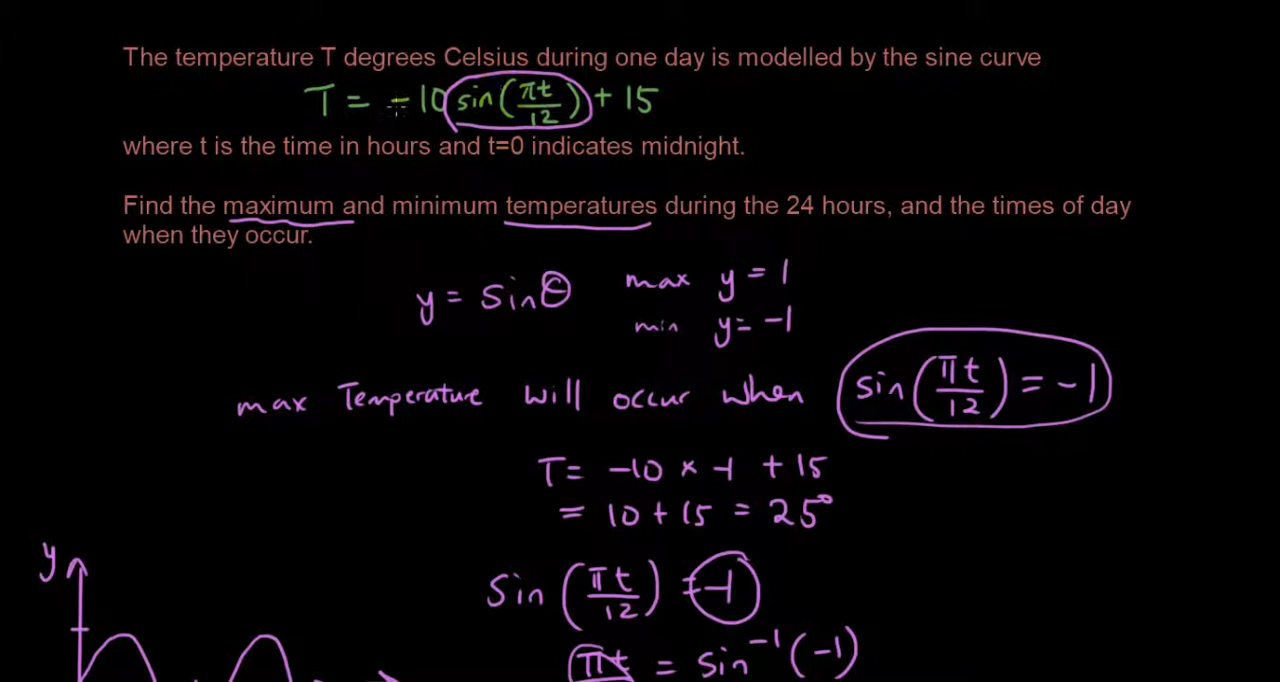 The temperature T degrees Celsius during one day is modelled by the sine curve
T = -10 sin(πt/12) + 15
where t is the time in hours and t=0 indicates midnight.
Find the maximum and minimum temperatures during the 24 hours, and the times of day
when they occur.
y = sinθ max y = 1
min y = -1
max Temperature will occur when sin(πt/12) = -1
T = -10 × -1 + 15
= 10 + 15 = 25°
y
sin(πt/12) = -1
πt = sin⁻¹(-1)